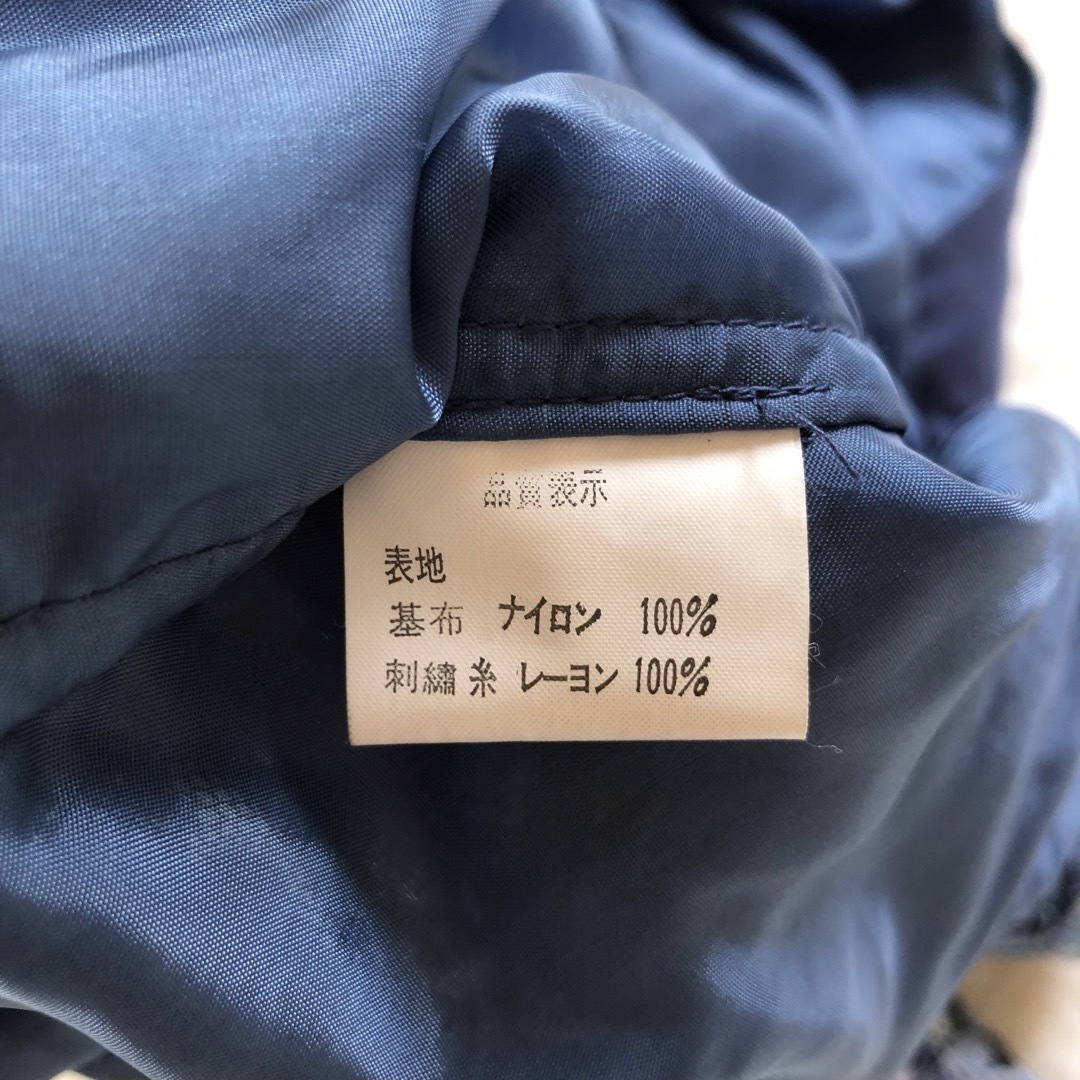 品質表示
表地
基布 ナイロン 100%
刺繡糸 レーヨン 100%